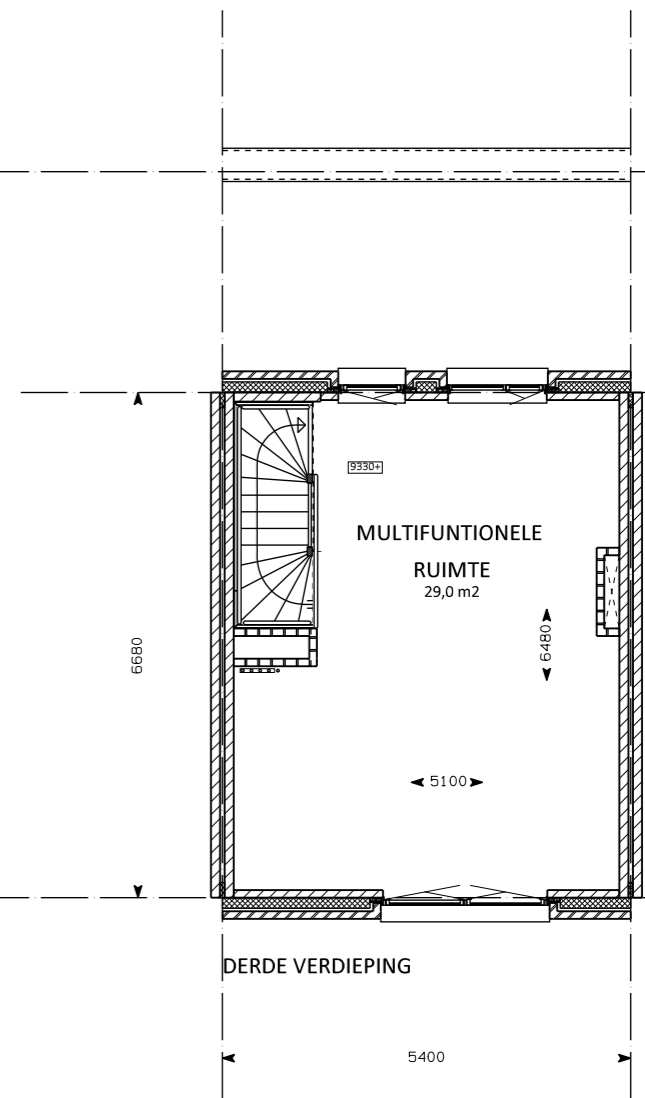 9330+
MULTIFUNTIONELE
RUIMTE
29,0 m2
6680
6480
5100
DERDE VERDIEPING
5400